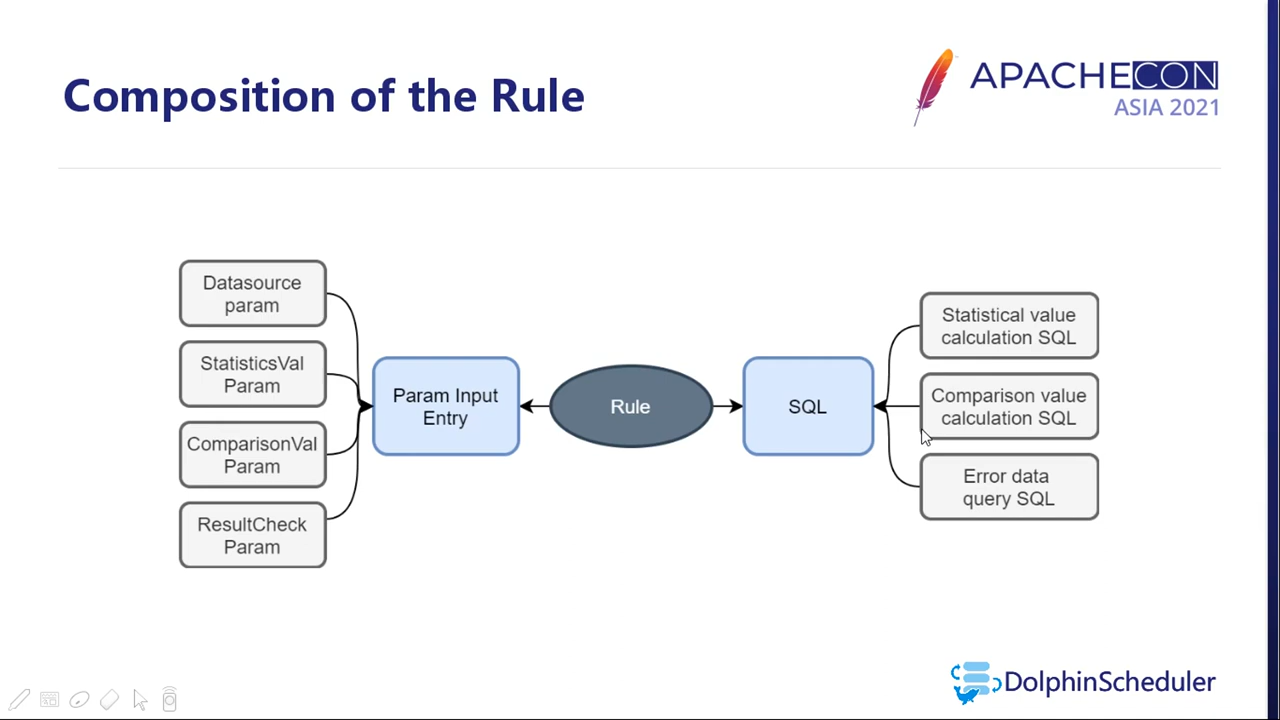 Composition of the Rule
APACHECON
ASIA 2021
Datasource
param
StatisticsVal
Param
ComparisonVal
Param
ResultCheck
Param
Param Input
Entry
Rule
SQL
Statistical value
calculation SQL
Comparison value
calculation SQL
Error data
query SQL
DolphinScheduler